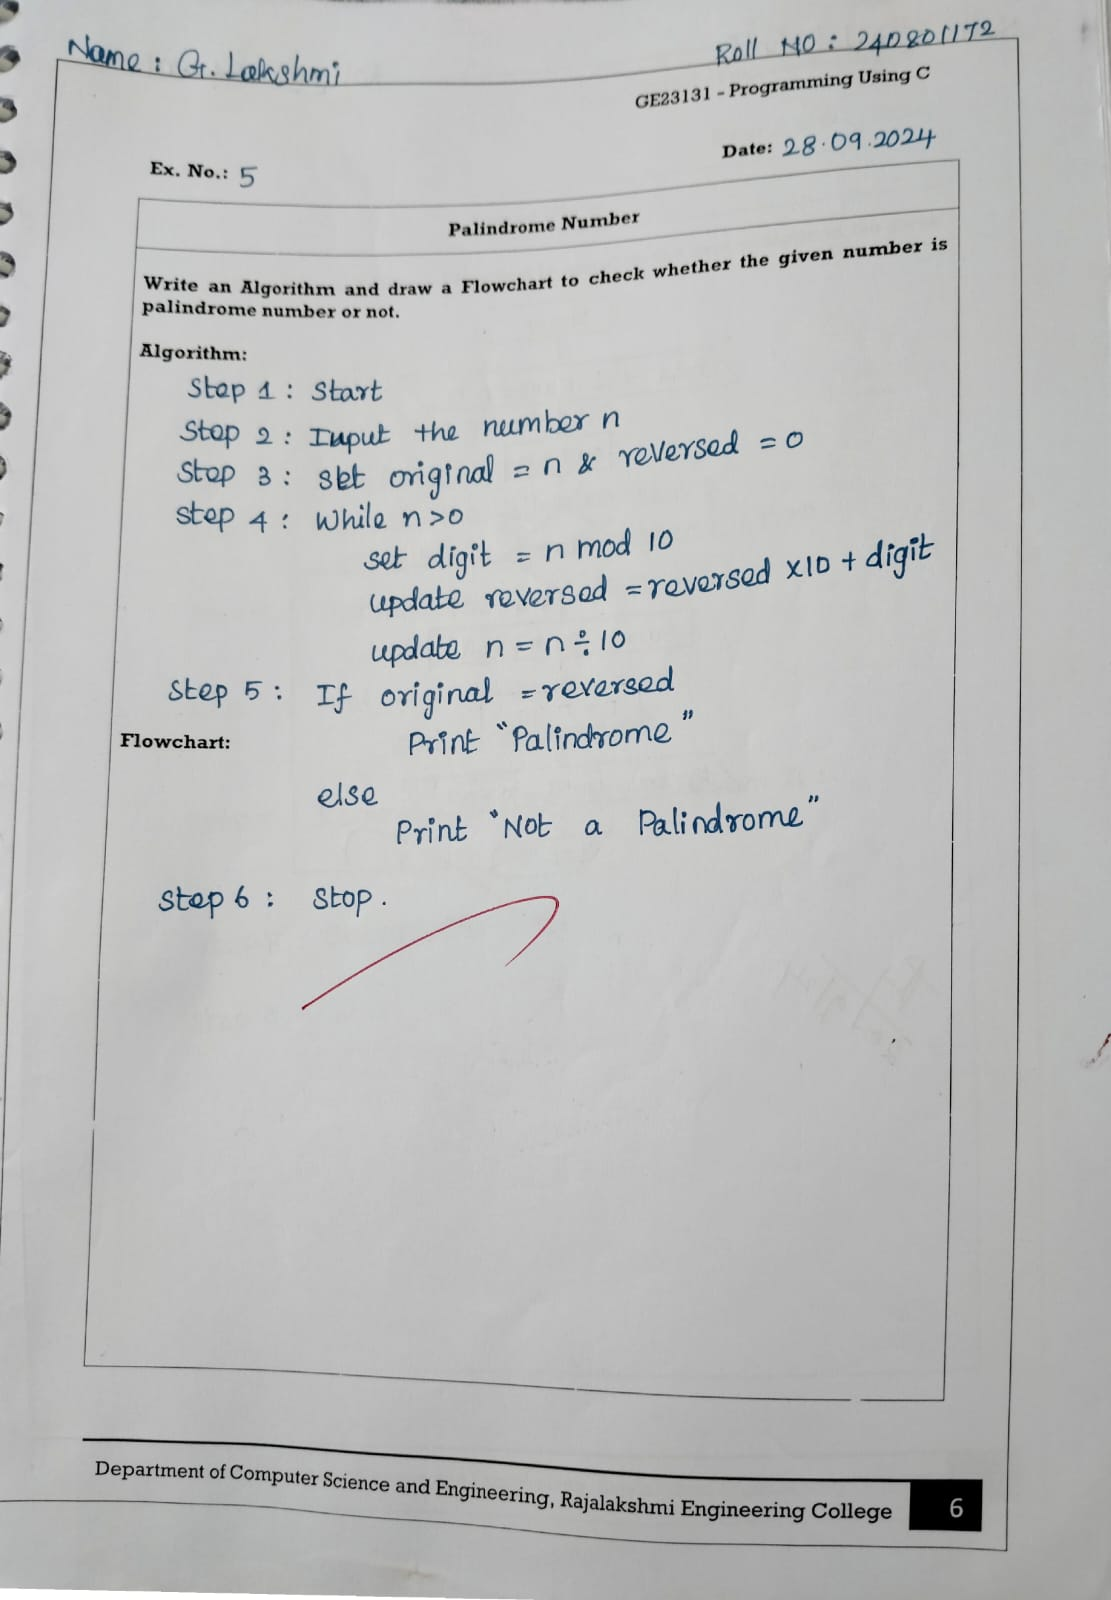 Name : G. Lakshmi
Roll NO : 240801172
GE23131 - Programming Using C
Ex. No.: 5
Date: 28.09.2024
Palindrome Number
Write an Algorithm and draw a Flowchart to check whether the given number is
palindrome number or not.
Algorithm:
Step 1 : Start
Step 2 : Input the number n
Step 3 : set original = n & reversed = 0
Step 4 : While n>0
set digit = n mod 10
update reversed = reversed x10 + digit
update n = n ÷ 10
Step 5 : If original = reversed
Flowchart:
Print "Palindrome"
else
Print "Not a Palindrome"
Step 6 : Stop.
Department of Computer Science and Engineering, Rajalakshmi Engineering College
6